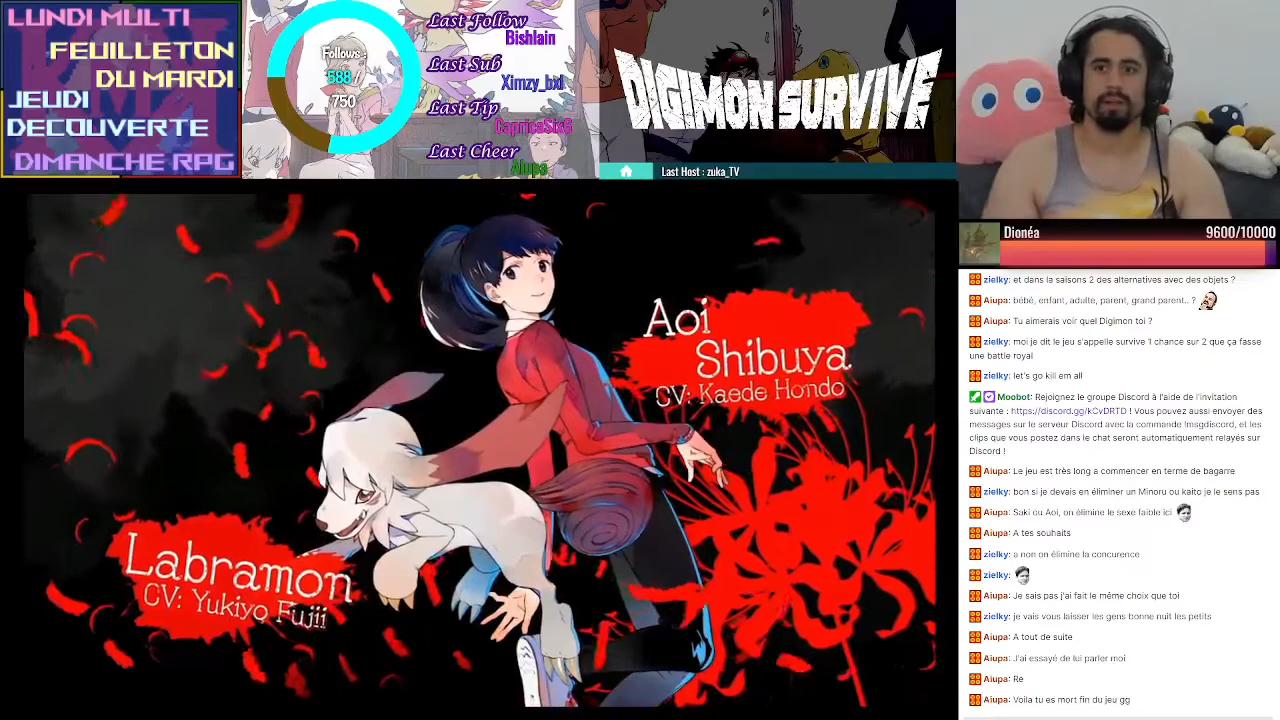 LUNDI MULTI
FEUILLETON
DU MARDI
JEUDI
DECOUVERTE
DIMANCHE RPG
Follows :
588
750
Last Follow
Bishlain
Last Sub
Ximzy_bxl
Last Tip
CapricaSix6
Last Cheer
Aiupa
DIGIMON SURVIVE
Last Host : zuka_TV
Dionéa
9600/10000
Aoi
Shibuya
CV: Kaede Hondo
Labramon
CV: Yukiyo Fujii
zielky: et dans la saisons 2 des alternatives avec des objets ?
Aiupa: bébé, enfant, adulte, parent, grand parent.. ?
Aiupa: Tu aimerais voir quel Digimon toi ?
zielky: moi je dit le jeu s'appelle survive 1 chance sur 2 que ça fasse
une battle royal
zielky: let's go kill em all
Moobot: Rejoignez le groupe Discord à l'aide de l'invitation
suivante : https://discord.gg/kCvDRTD ! Vous pouvez aussi envoyer des
messages sur le serveur Discord avec la commande !msgdiscord, et les
clips que vous postez dans le chat seront automatiquement relayés sur
Discord !
Aiupa: Le jeu est très long a commencer en terme de bagarre
zielky: bon si je devais en éliminer un Minoru ou kaito je le sens pas
Aiupa: Saki ou Aoi, on élimine le sexe faible ici
Aiupa: A tes souhaits
zielky: a non on élimine la concurence
zielky:
Aiupa: Je sais pas j'ai fait le même choix que toi
zielky: je vais vous laisser les gens bonne nuit les petits
Aiupa: A tout de suite
Aiupa: J'ai essayé de lui parler moi
Aiupa: Re
Aiupa: Voila tu es mort fin du jeu gg